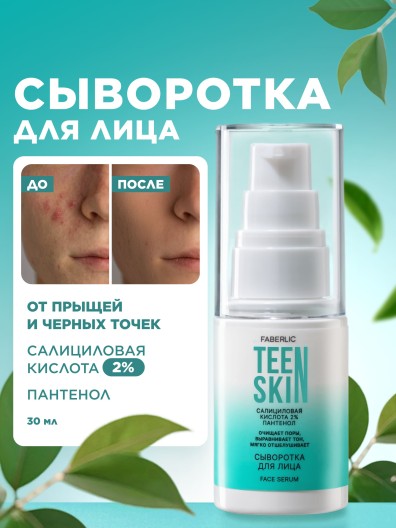 СЫВОРОТКА
ДЛЯ ЛИЦА
ДО
ПОСЛЕ
ОТ ПРЫЩЕЙ
И ЧЕРНЫХ ТОЧЕК
САЛИЦИЛОВАЯ
КИСЛОТА 2%
ПАНТЕНОЛ
30 МЛ
FABERLIC
TEEN
SKIN
САЛИЦИЛОВАЯ
КИСЛОТА 2%
ПАНТЕНОЛ
ОЧИЩАЕТ ПОРЫ,
ВЫРАВНИВАЕТ ТОН,
МЯГКО ОТШЕЛУШИВАЕТ
СЫВОРОТКА
ДЛЯ ЛИЦА
FACE SERUM